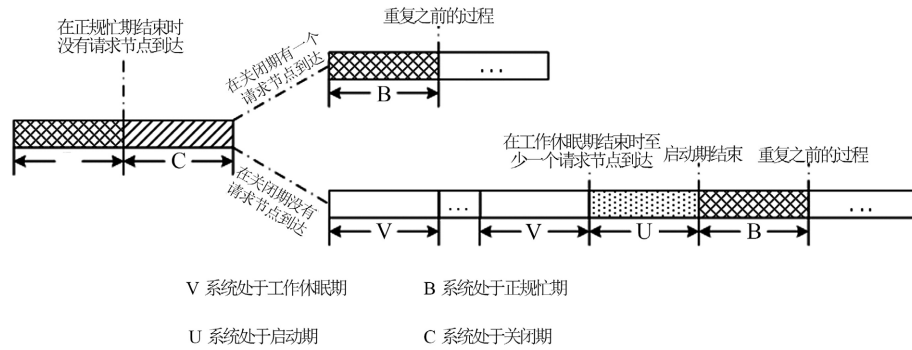 重复之前的过程
在正规忙期结束时
没有请求节点到达
在关闭期有一个
请求节点到达
...
B
C
在关闭期没有
请求节点到达
在工作休眠期结束时至
少一个请求节点到达
启动期结束
重复之前的过程
...
...
V
V
U
B
V 系统处于工作休眠期
B 系统处于正规忙期
U 系统处于启动期
C 系统处于关闭期